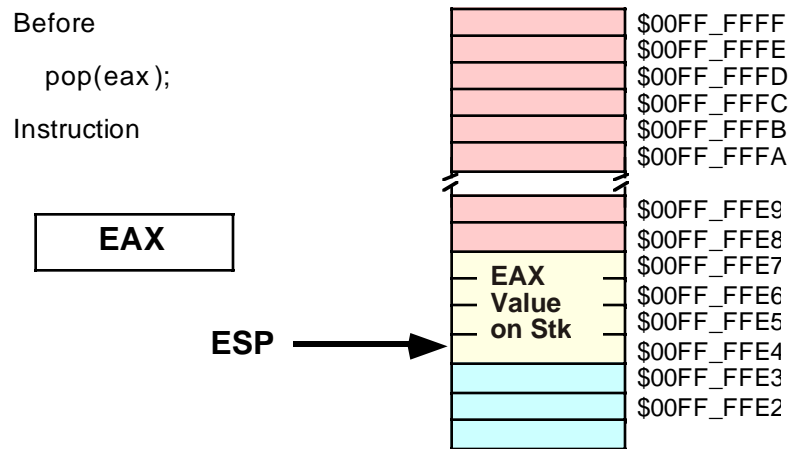 Before
pop(eax);
Instruction
EAX
ESP
EAX
Value
on Stk
$00FF_FFFF
$00FF_FFFE
$00FF_FFFD
$00FF_FFFC
$00FF_FFFB
$00FF_FFFA
$00FF_FFE9
$00FF_FFE8
$00FF_FFE7
$00FF_FFE6
$00FF_FFE5
$00FF_FFE4
$00FF_FFE3
$00FF_FFE2